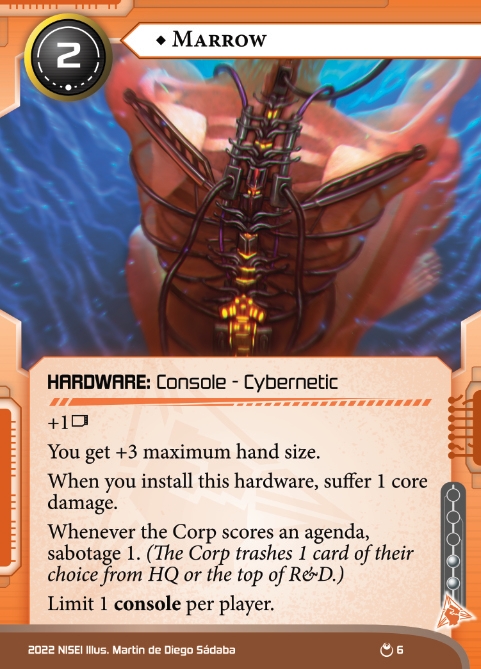 2
◆ Marrow
HARDWARE: Console - Cybernetic
+1
You get +3 maximum hand size.
When you install this hardware, suffer 1 core
damage.
Whenever the Corp scores an agenda,
sabotage 1. (The Corp trashes 1 card of their
choice from HQ or the top of R&D.)
Limit 1 console per player.
2022 NISEI Illus. Martin de Diego Sádaba
6